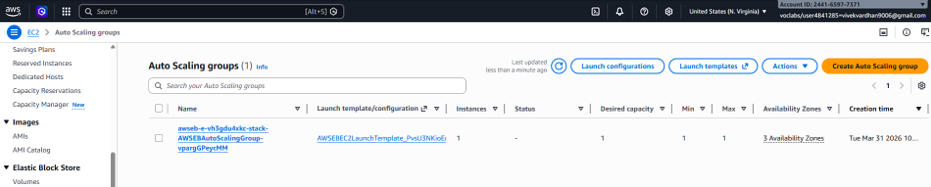 aws
Search
[Alt+S]
United States (N. Virginia)
Account ID: 2441-6597-7371
voclabs/user4841285=vivekvardhan9006@gmail.com
EC2 > Auto Scaling groups
Savings Plans
Reserved Instances
Dedicated Hosts
Capacity Reservations
Capacity Manager New
Images
AMIs
AMI Catalog
Elastic Block Store
Volumes
Auto Scaling groups (1) Info
Last updated
less than a minute ago
Launch configurations
Launch templates
Actions
Create Auto Scaling group
Search your Auto Scaling groups
1
Name
Launch template/configuration
Instances
Status
Desired capacity
Min
Max
Availability Zones
Creation time
awseb-e-vh3gdu4xkc-stack-
AWSEBAutoScalingGroup-
vpargGPeycMM
AWSEBEC2LaunchTemplate_PvsU3NKioE
1
-
1
1
1
3 Availability Zones
Tue Mar 31 2026 10...